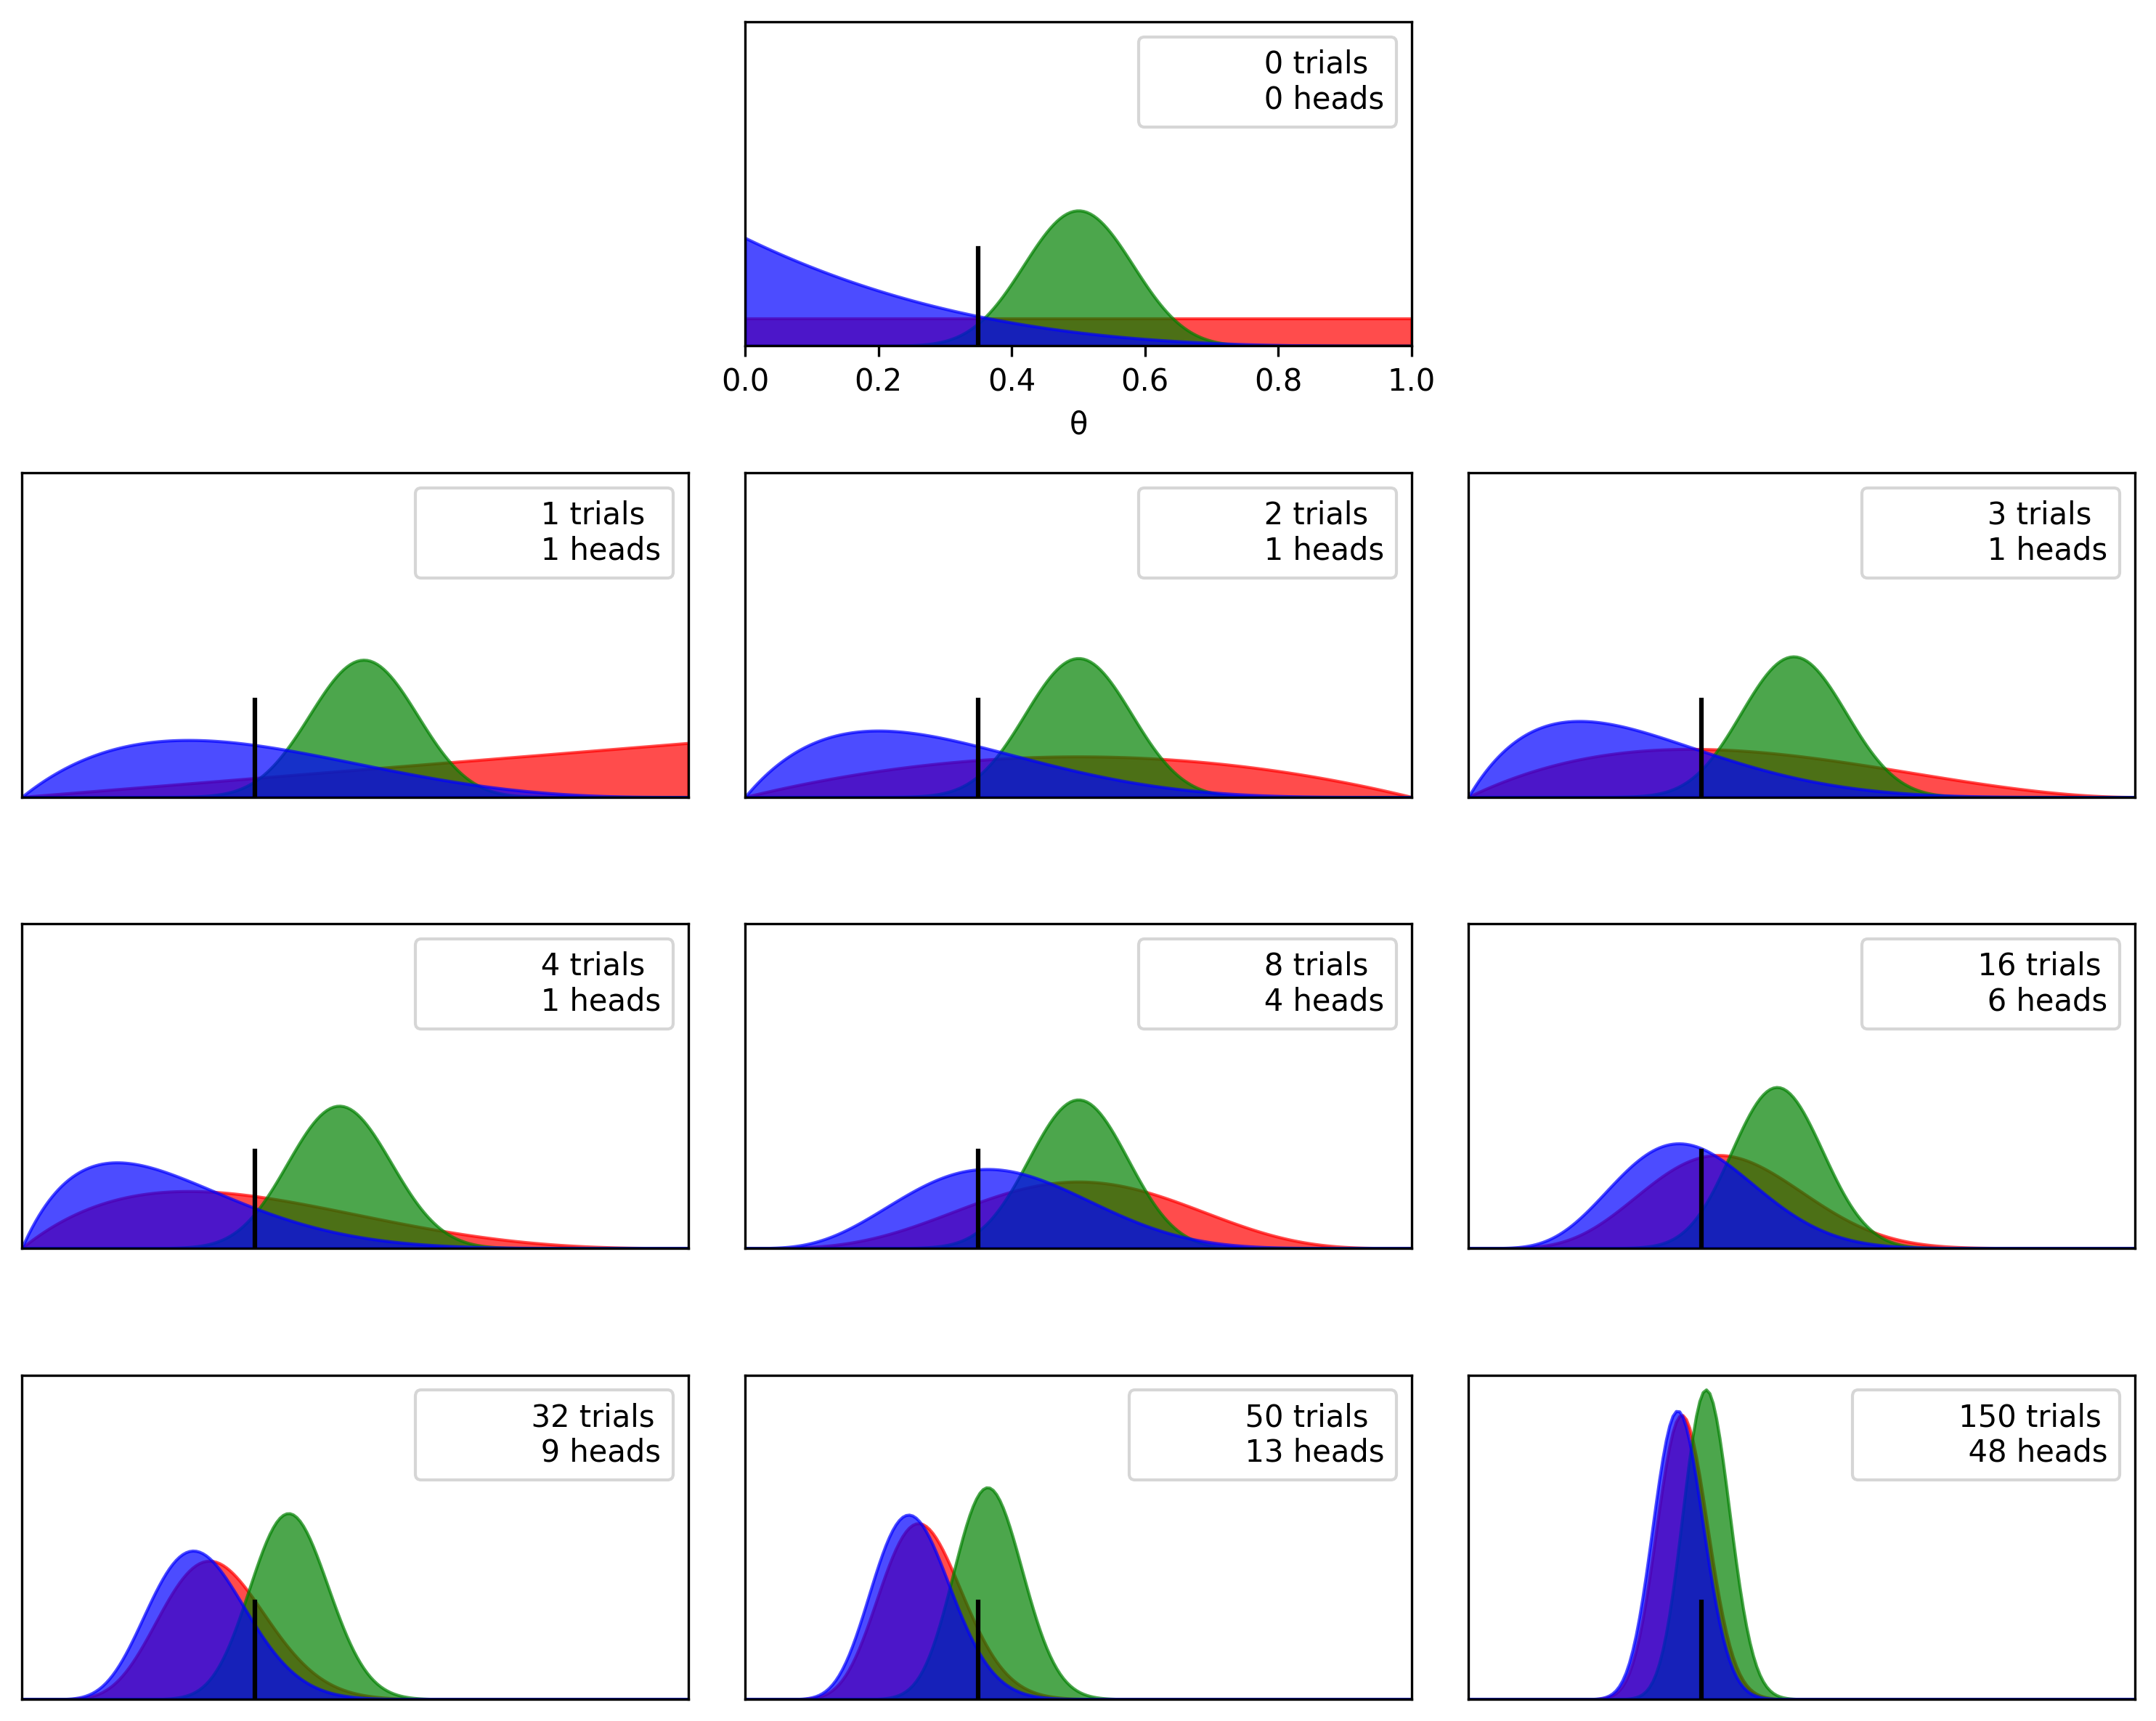 0 trials
0 heads
0.0 0.2 0.4 0.6 0.8 1.0
θ
1 trials
1 heads
2 trials
1 heads
3 trials
1 heads
4 trials
1 heads
8 trials
4 heads
16 trials
6 heads
32 trials
9 heads
50 trials
13 heads
150 trials
48 heads